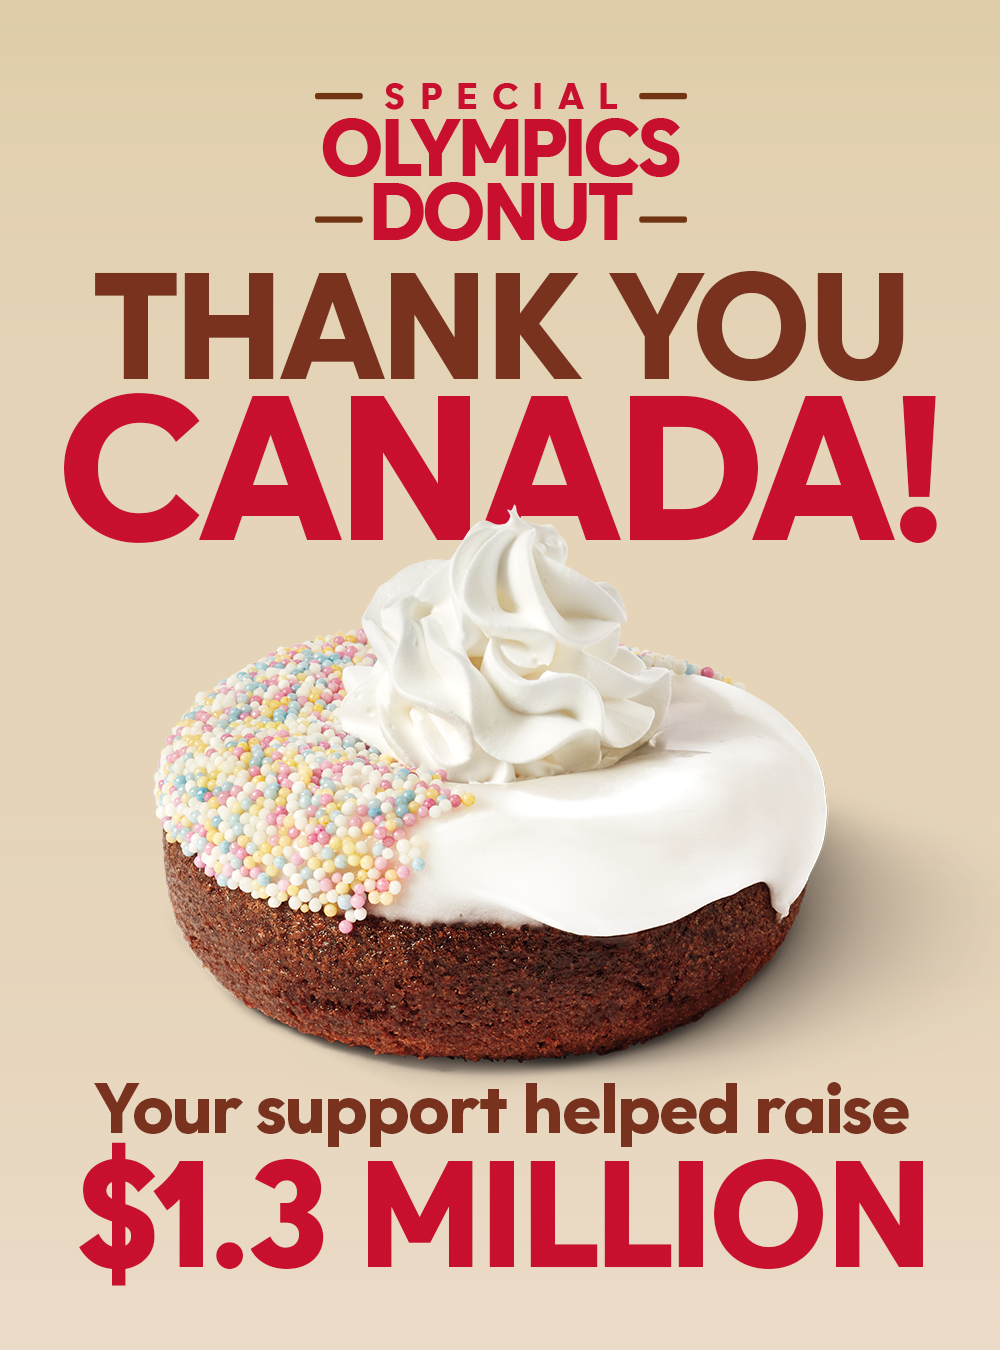 SPECIAL
OLYMPICS
DONUT
THANK YOU
CANADA!
Your support helped raise
$1.3 MILLION